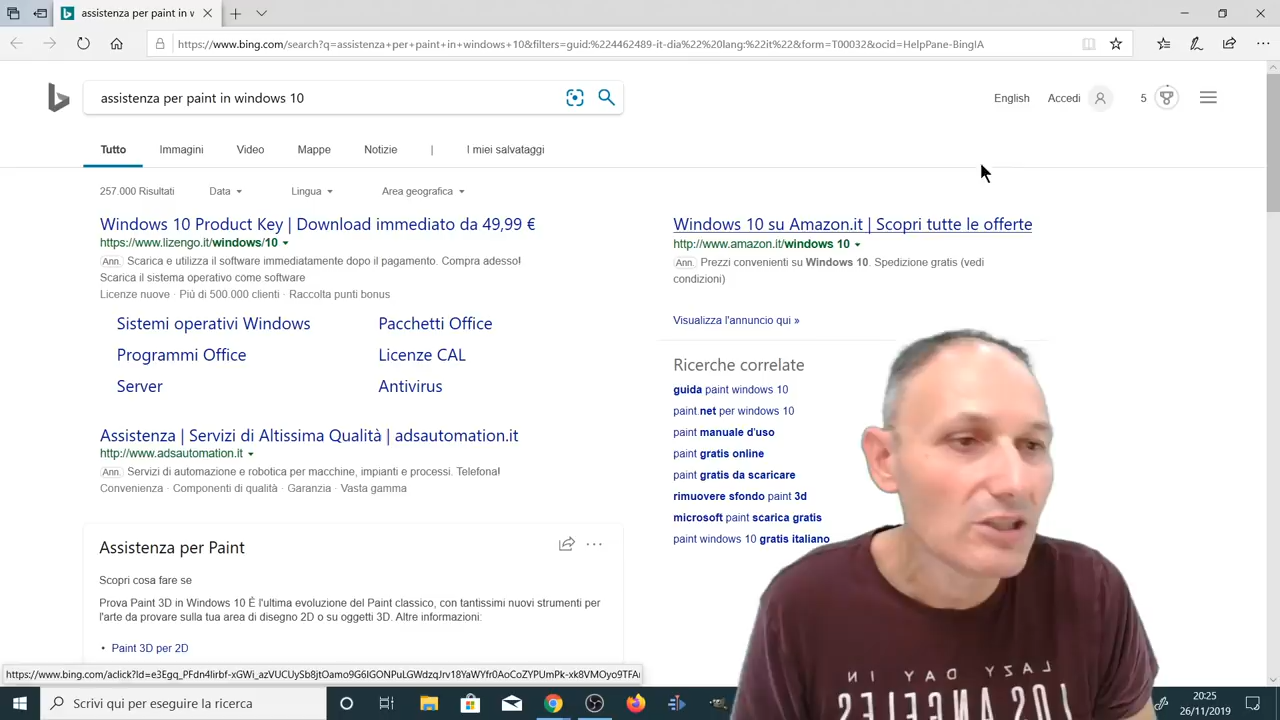 assistenza per paint in w
https://www.bing.com/search?q=assistenza+per+paint+in+windows+10&filters=guid:%224462489-it-dia%22%20lang:%22it%22&form=T00032&ocid=HelpPane-BingIA
assistenza per paint in windows 10
English Accedi 5
Tutto Immagini Video Mappe Notizie | I miei salvataggi
257.000 Risultati Data Lingua Area geografica
Windows 10 Product Key | Download immediato da 49,99 €
https://www.lizengo.it/windows/10
Ann. Scarica e utilizza il software immediatamente dopo il pagamento. Compra adesso!
Scarica il sistema operativo come software
Licenze nuove · Più di 500.000 clienti · Raccolta punti bonus
Sistemi operativi Windows Pacchetti Office
Programmi Office Licenze CAL
Server Antivirus
Assistenza | Servizi di Altissima Qualità | adsautomation.it
http://www.adsautomation.it
Ann. Servizi di automazione e robotica per macchine, impianti e processi. Telefona!
Convenienza · Componenti di qualità · Garanzia · Vasta gamma
Assistenza per Paint
Scopri cosa fare se
Prova Paint 3D in Windows 10 È l'ultima evoluzione del Paint classico, con tantissimi nuovi strumenti per
l'arte da provare sulla tua area di disegno 2D o su oggetti 3D. Altre informazioni:
• Paint 3D per 2D
Windows 10 su Amazon.it | Scopri tutte le offerte
http://www.amazon.it/windows 10
Ann. Prezzi convenienti su Windows 10. Spedizione gratis (vedi
condizioni)
Visualizza l'annuncio qui »
Ricerche correlate
guida paint windows 10
paint.net per windows 10
paint manuale d'uso
paint gratis online
paint gratis da scaricare
rimuovere sfondo paint 3d
microsoft paint scarica gratis
paint windows 10 gratis italiano
LAZY DAY IN
LOS ANGELES
Scrivi qui per eseguire la ricerca
20:25
26/11/2019